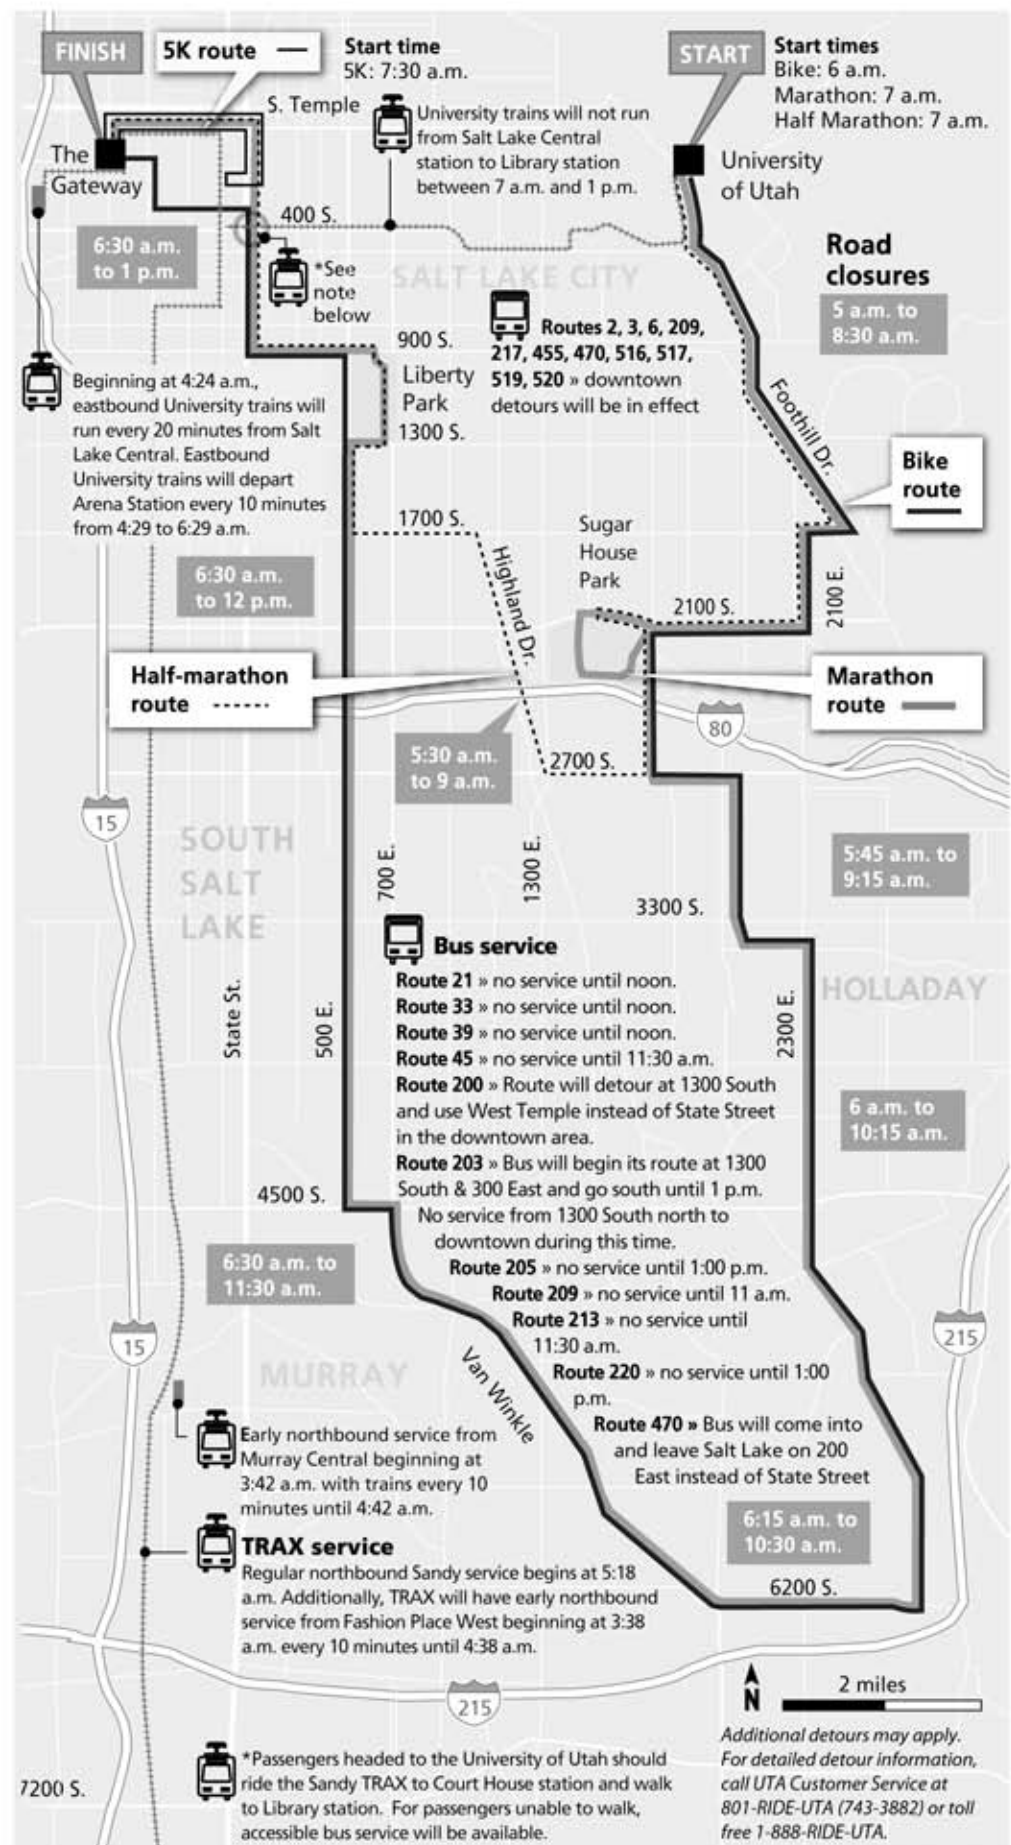 FINISH
5K route
Start time
5K: 7:30 a.m.
START
Start times
Bike: 6 a.m.
Marathon: 7 a.m.
Half Marathon: 7 a.m.
S. Temple
University trains will not run
from Salt Lake Central
station to Library station
between 7 a.m. and 1 p.m.
The
Gateway
University
of Utah
400 S.
6:30 a.m.
to 1 p.m.
*See
note
below
SALT LAKE CITY
Road
closures
5 a.m. to
8:30 a.m.
Routes 2, 3, 6, 209,
217, 455, 470, 516, 517,
519, 520 » downtown
detours will be in effect
900 S.
Liberty
Park
1300 S.
Foothill Dr.
Beginning at 4:24 a.m.,
eastbound University trains will
run every 20 minutes from Salt
Lake Central. Eastbound
University trains will depart
Arena Station every 10 minutes
from 4:29 to 6:29 a.m.
Bike
route
1700 S.
Sugar
House
Park
Highland Dr.
2100 E.
2100 S.
6:30 a.m.
to 12 p.m.
Half-marathon
route
Marathon
route
80
5:30 a.m.
to 9 a.m.
2700 S.
15
SOUTH
SALT
LAKE
700 E.
1300 E.
5:45 a.m. to
9:15 a.m.
3300 S.
Bus service
Route 21 » no service until noon.
Route 33 » no service until noon.
Route 39 » no service until noon.
Route 45 » no service until 11:30 a.m.
Route 200 » Route will detour at 1300 South
and use West Temple instead of State Street
in the downtown area.
Route 203 » Bus will begin its route at 1300
South & 300 East and go south until 1 p.m.
No service from 1300 South north to
downtown during this time.
Route 205 » no service until 1:00 p.m.
Route 209 » no service until 11 a.m.
Route 213 » no service until
11:30 a.m.
Route 220 » no service until 1:00
p.m.
Route 470 » Bus will come into
and leave Salt Lake on 200
East instead of State Street
State St.
500 E.
2300 E.
HOLLADAY
6 a.m. to
10:15 a.m.
4500 S.
6:30 a.m. to
11:30 a.m.
15
215
MURRAY
Van Winkle
Early northbound service from
Murray Central beginning at
3:42 a.m. with trains every 10
minutes until 4:42 a.m.
6:15 a.m. to
10:30 a.m.
TRAX service
Regular northbound Sandy service begins at 5:18
a.m. Additionally, TRAX will have early northbound
service from Fashion Place West beginning at 3:38
a.m. every 10 minutes until 4:38 a.m.
6200 S.
215
N
2 miles
7200 S.
*Passengers headed to the University of Utah should
ride the Sandy TRAX to Court House station and walk
to Library station. For passengers unable to walk,
accessible bus service will be available.
Additional detours may apply.
For detailed detour information,
call UTA Customer Service at
801-RIDE-UTA (743-3882) or toll
free 1-888-RIDE-UTA.